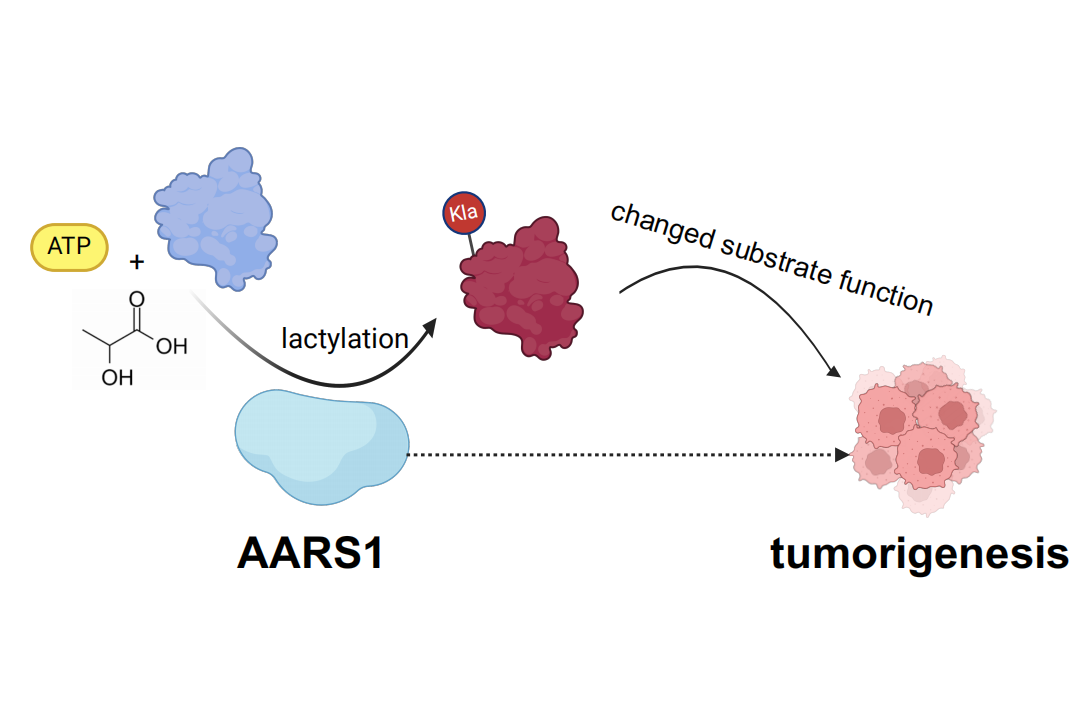 ATP
+
O
OH
OH
lactylation
Kla
changed substrate function
AARS1
tumorigenesis